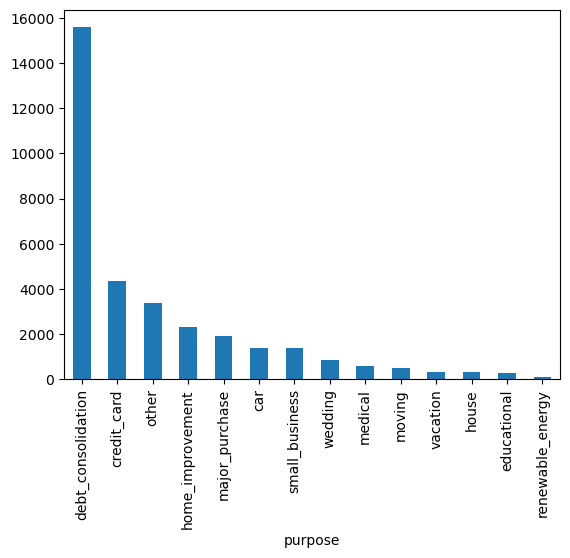 16000
14000
12000
10000
8000
6000
4000
2000
0
debt_consolidation
credit_card
other
home_improvement
major_purchase
car
small_business
wedding
medical
moving
vacation
house
educational
renewable_energy
purpose